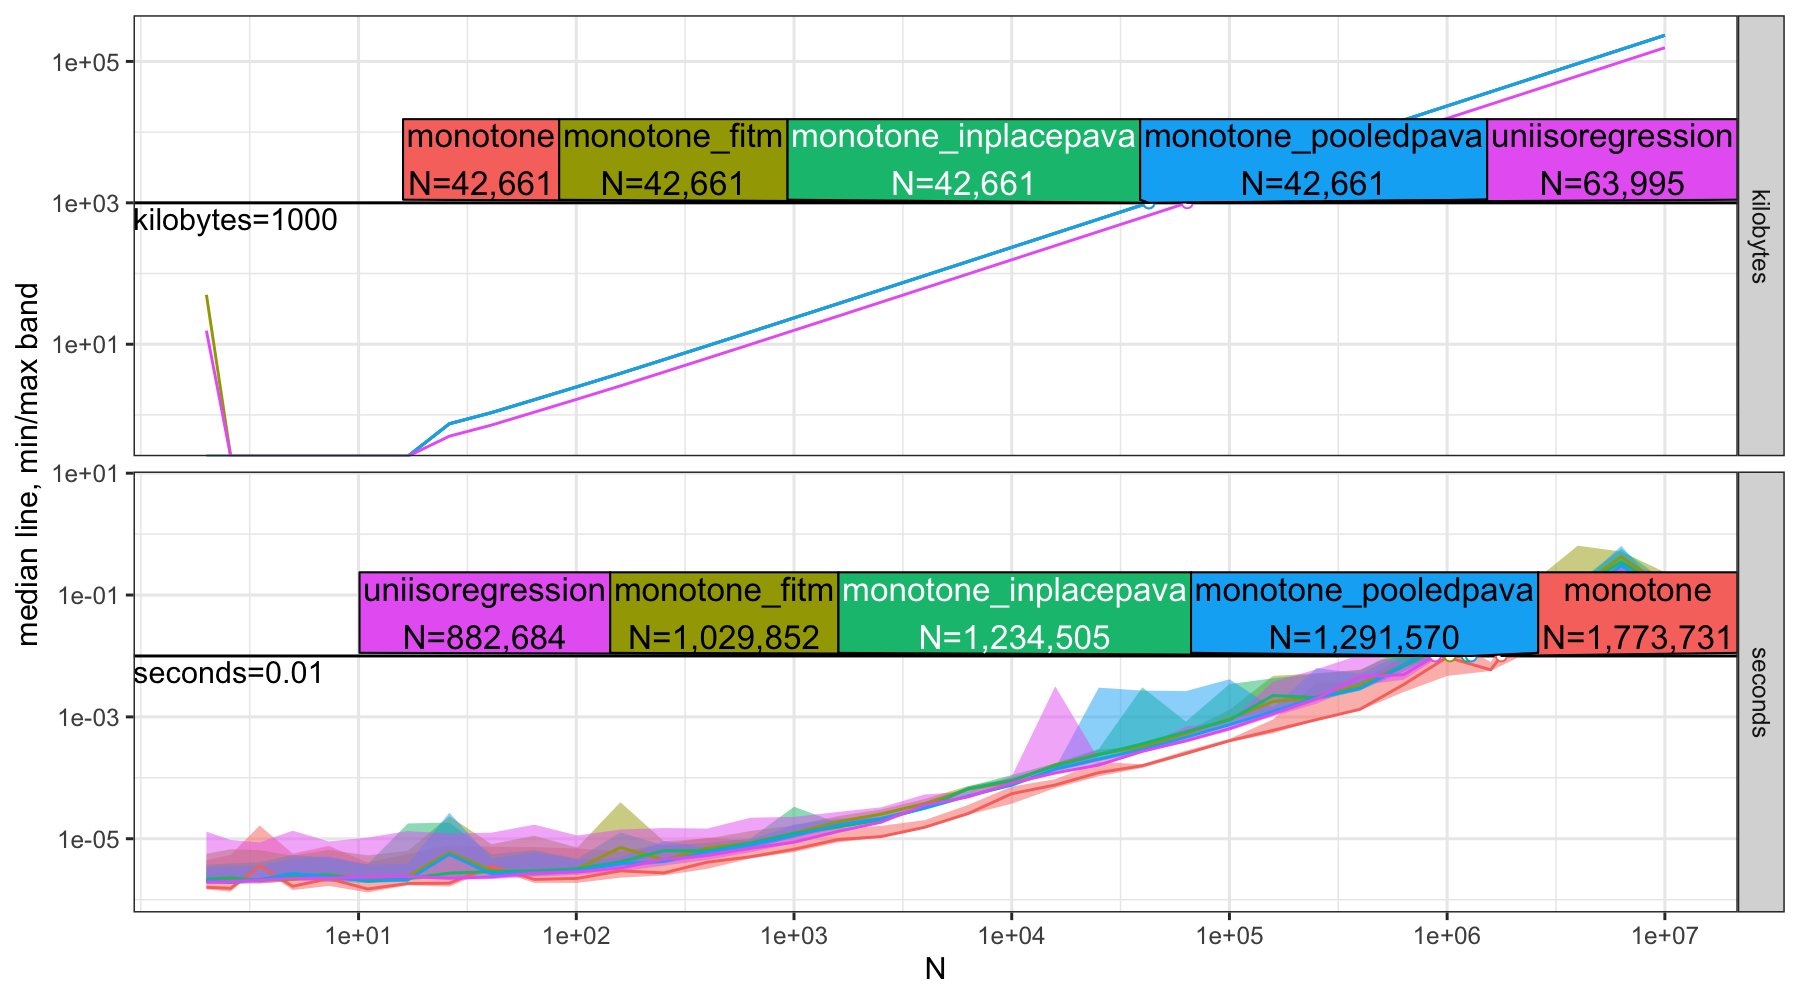 median line, min/max band
1e+05
1e+03
1e+01
monotone
N=42,661
monotone_fitm
N=42,661
monotone_inplacepava
N=42,661
monotone_pooledpava
N=42,661
uniisoregression
N=63,995
kilobytes=1000
kilobytes
1e+01
1e-01
1e-03
1e-05
uniisoregression
N=882,684
monotone_fitm
N=1,029,852
monotone_inplacepava
N=1,234,505
monotone_pooledpava
N=1,291,570
monotone
N=1,773,731
seconds=0.01
seconds
1e+01 1e+02 1e+03 1e+04 1e+05 1e+06 1e+07
N